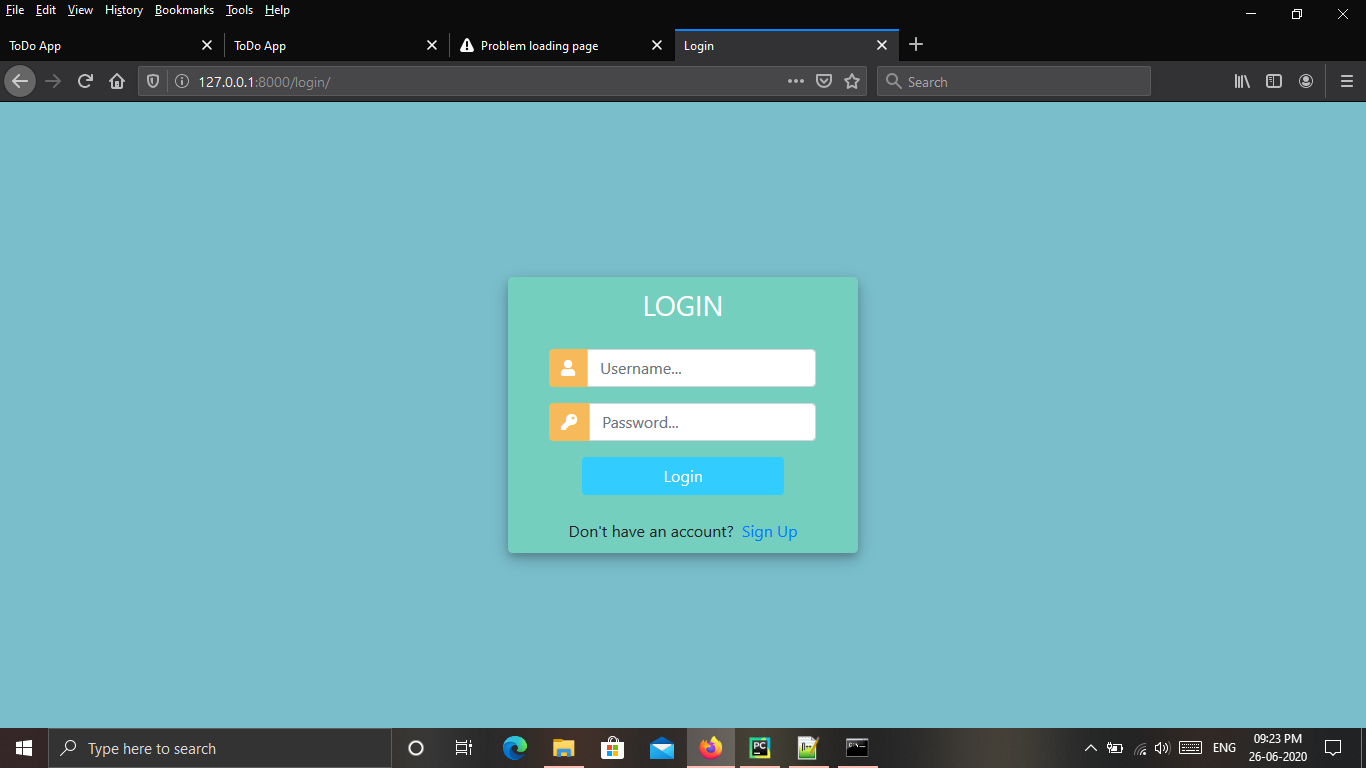 File Edit View History Bookmarks Tools Help
ToDo App ToDo App Problem loading page Login
127.0.0.1:8000/login/ Search
LOGIN
Username...
Password...
Login
Don't have an account? Sign Up
Type here to search
PC
ENG
09:23 PM
26-06-2020